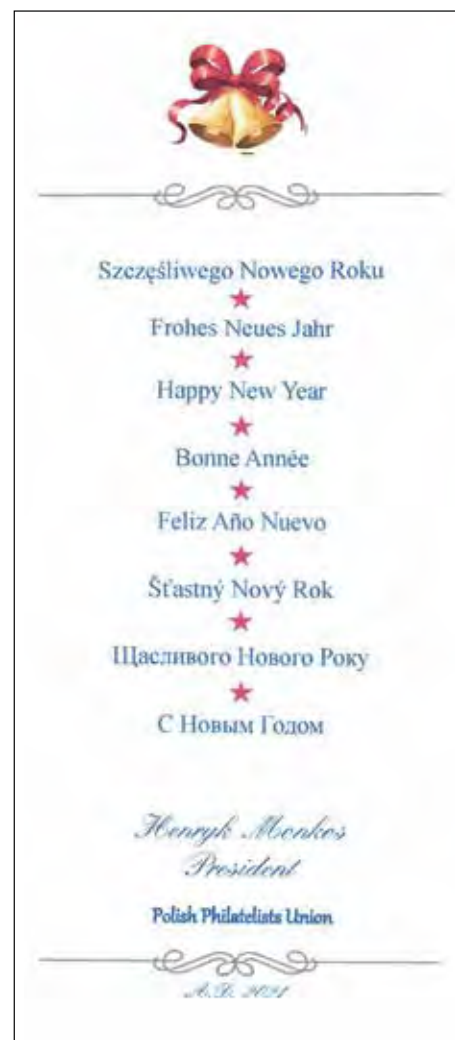 Szczęśliwego Nowego Roku
Frohes Neues Jahr
Happy New Year
Bonne Année
Feliz Año Nuevo
Šťastný Nový Rok
Щасливого Нового Року
С Новым Годом
Henryk Monkos
President
Polish Philatelists Union
A.D. 2021